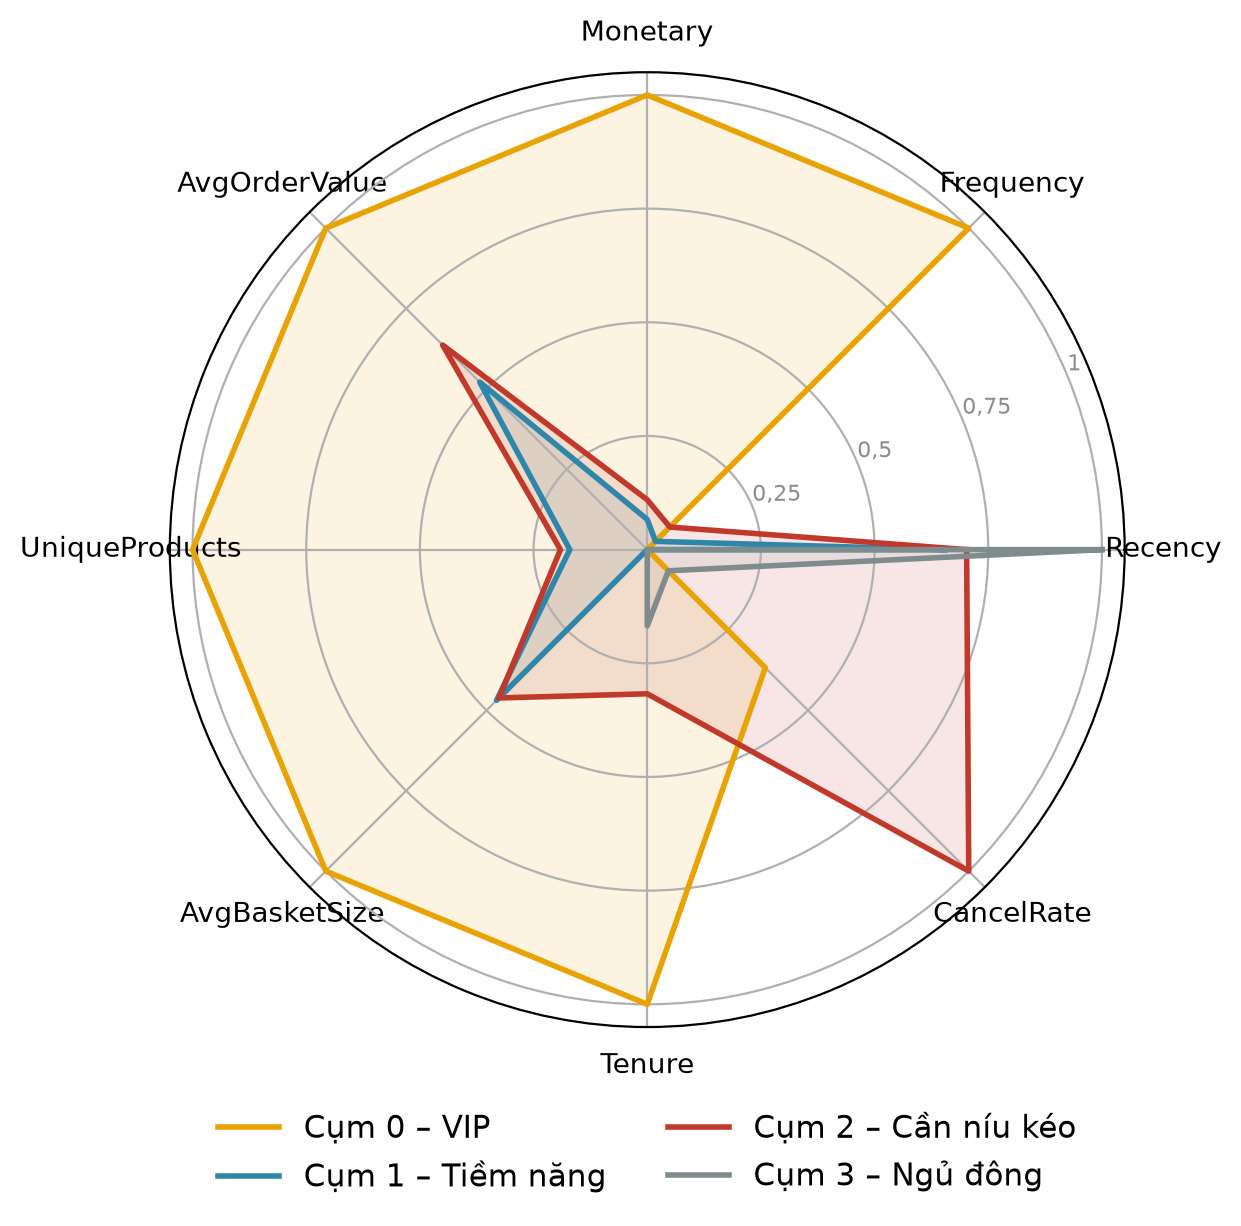 Monetary
AvgOrderValue
Frequency
1
0,75
0,5
0,25
UniqueProducts
Recency
AvgBasketSize
CancelRate
Tenure
Cụm 0 – VIP
Cụm 1 – Tiềm năng
Cụm 2 – Cần níu kéo
Cụm 3 – Ngủ đông